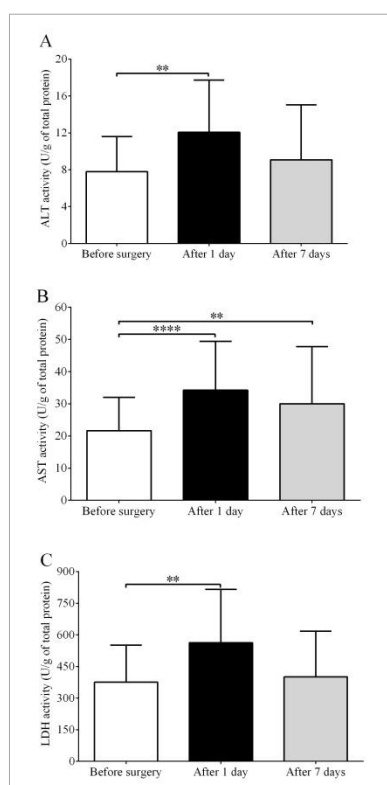 A
ALT activity (U/g of total protein)
20
16
12
8
4
0
**
Before surgery After 1 day After 7 days
B
AST activity (U/g of total protein)
60
50
40
30
20
10
0
**
****
Before surgery After 1 day After 7 days
C
LDH activity (U/g of total protein)
900
750
600
450
300
150
0
**
Before surgery After 1 day After 7 days